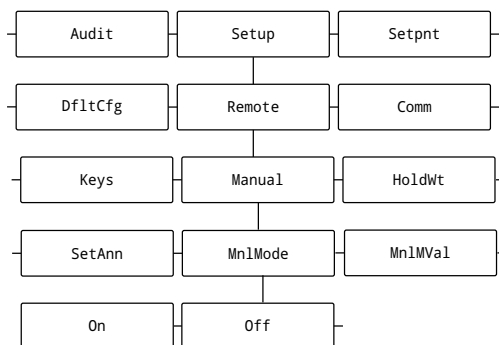 Audit Setup Setpnt
DfltCfg Remote Comm
Keys Manual HoldWt
SetAnn MnlMode MnlMVal
On Off